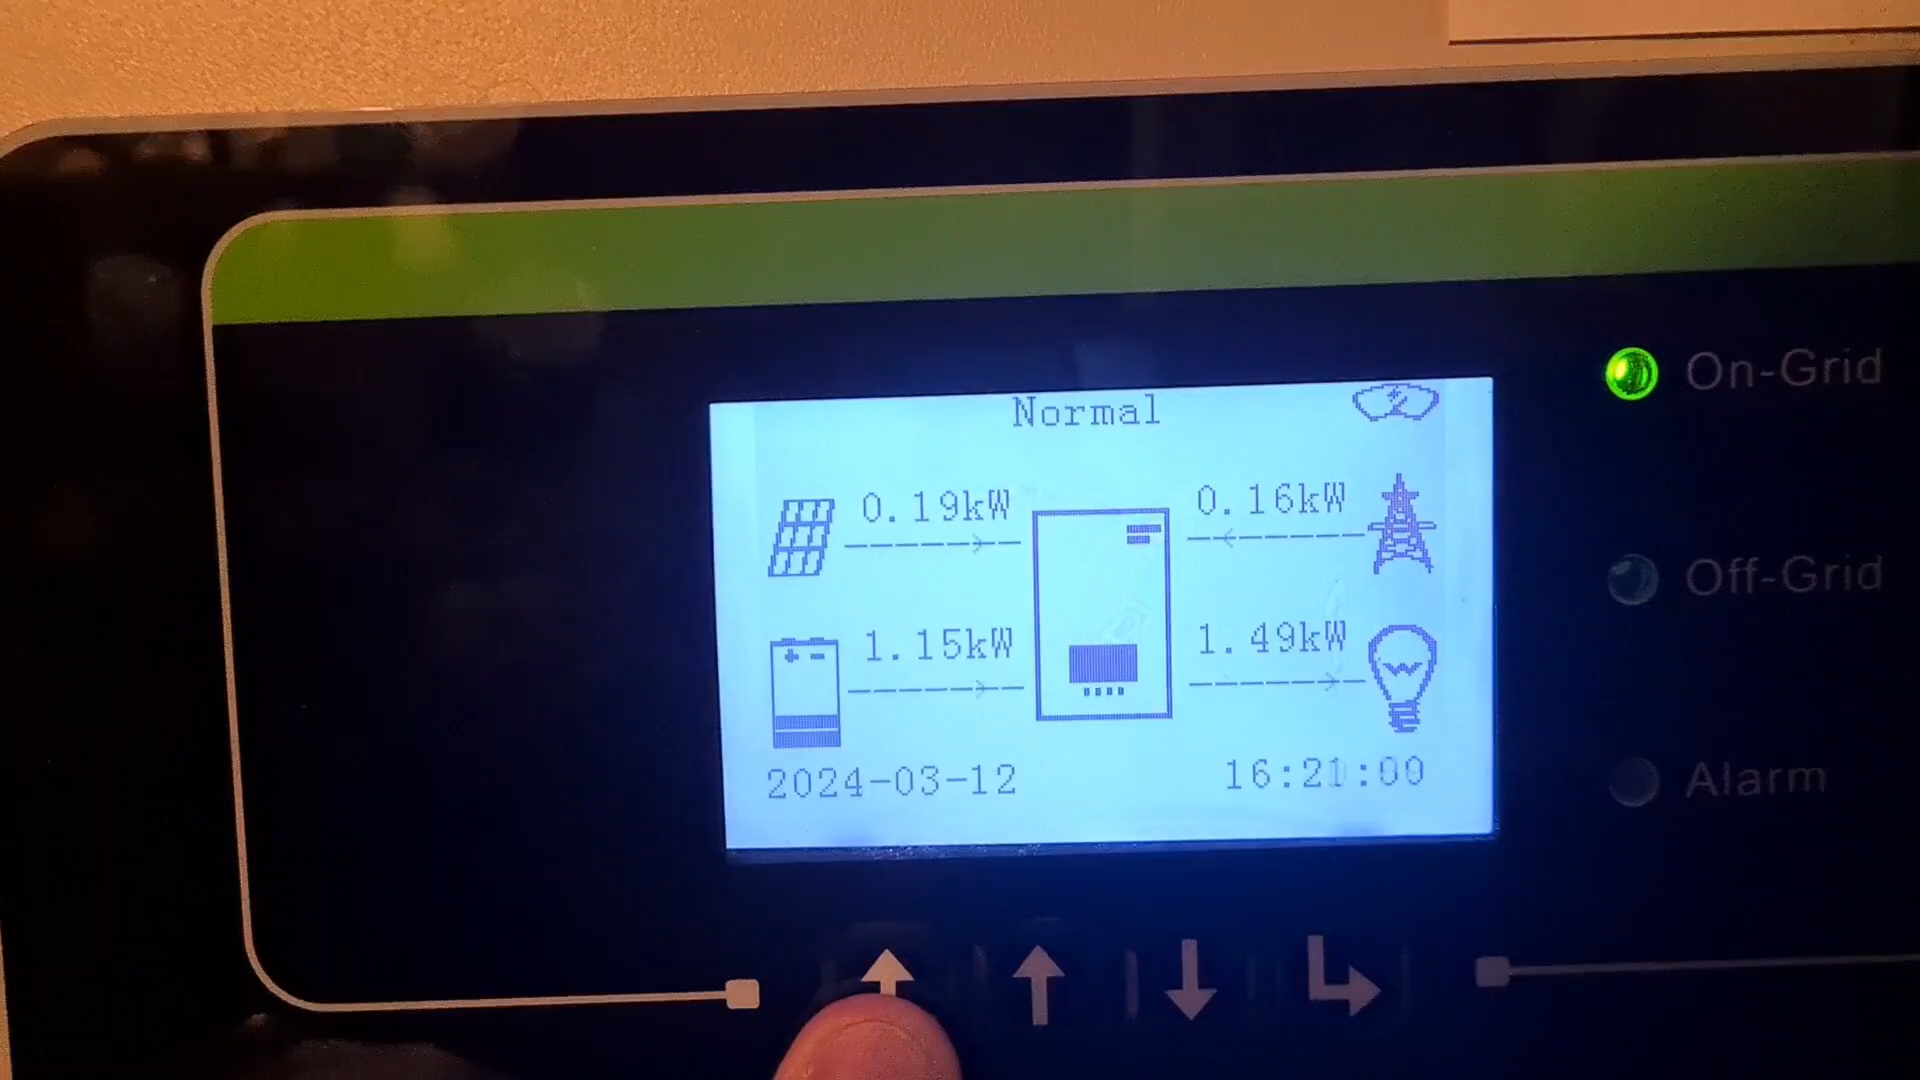 Normal
0.19kW 0.16kW
1.15kW 1.49kW
2024-03-12 16:21:00
On-Grid
Off-Grid
Alarm